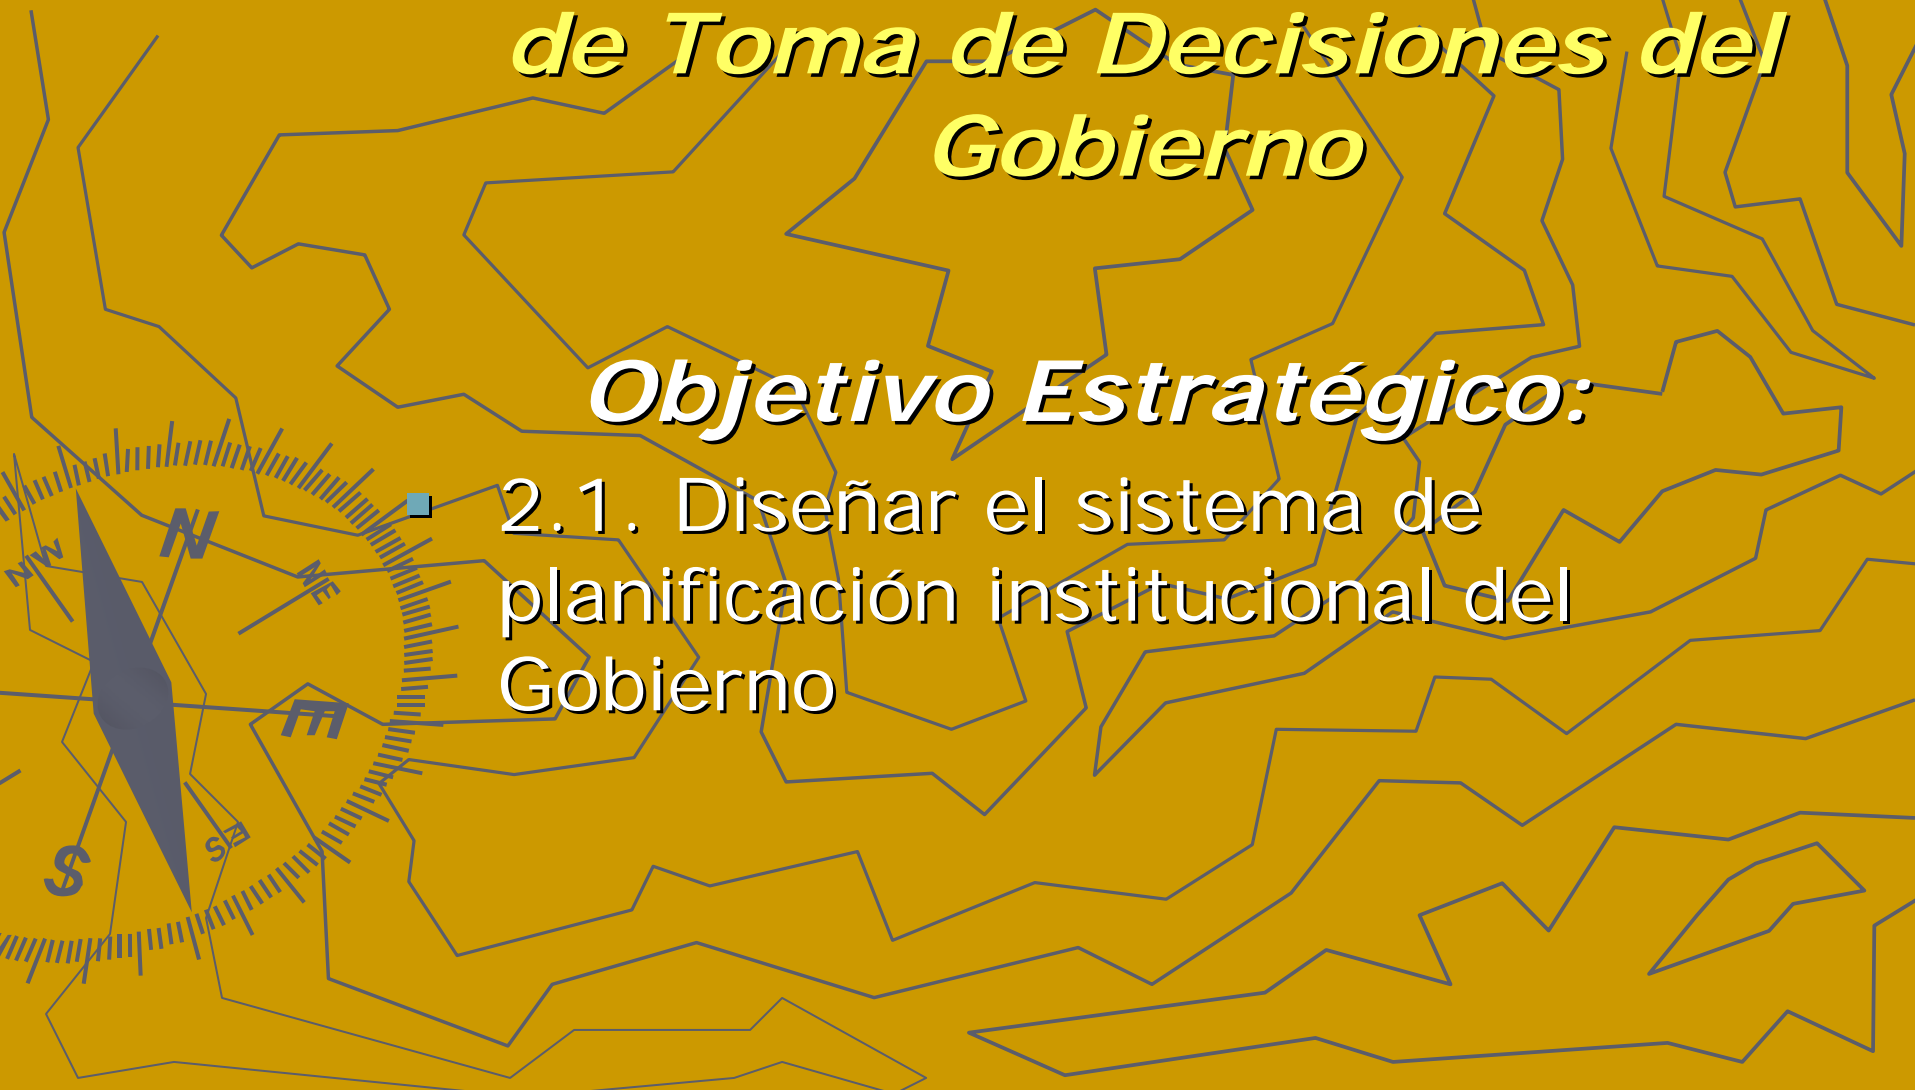 de Toma de Decisiones del
Gobierno
Objetivo Estratégico:
2.1. Diseñar el sistema de
planificación institucional del
Gobierno
NW
N
NE
E
SE
S